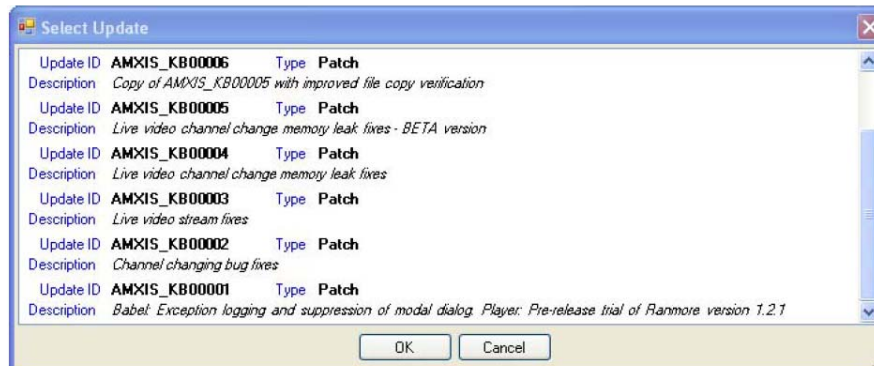 Select Update
Update ID AMXIS_KB00006 Type Patch
Description Copy of AMXIS_KB00005 with improved file copy verification
Update ID AMXIS_KB00005 Type Patch
Description Live video channel change memory leak fixes - BETA version
Update ID AMXIS_KB00004 Type Patch
Description Live video channel change memory leak fixes
Update ID AMXIS_KB00003 Type Patch
Description Live video stream fixes
Update ID AMXIS_KB00002 Type Patch
Description Channel changing bug fixes
Update ID AMXIS_KB00001 Type Patch
Description Babel: Exception logging and suppression of modal dialog. Player: Pre-release trial of Ranmore version 1.2.1
OK Cancel